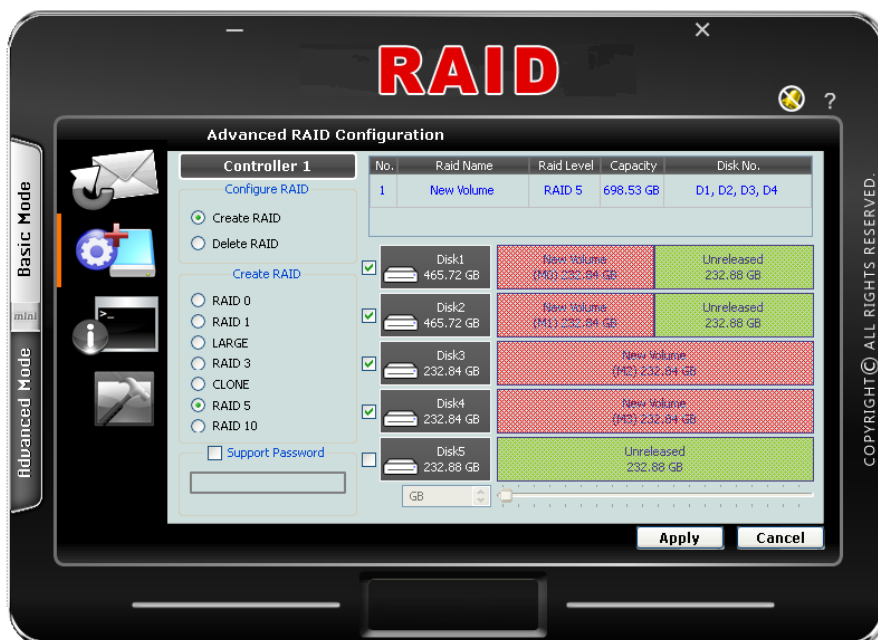 RAID
?
Advanced RAID Configuration
Controller 1
Configure RAID
Create RAID
Delete RAID
Create RAID
RAID 0
RAID 1
LARGE
RAID 3
CLONE
RAID 5
RAID 10
Support Password
No. Raid Name Raid Level Capacity Disk No.
1 New Volume RAID 5 698.53 GB D1, D2, D3, D4
Disk1
465.72 GB
New Volume
(M0) 232.84 GB
Unreleased
232.88 GB
Disk2
465.72 GB
New Volume
(M1) 232.84 GB
Unreleased
232.88 GB
Disk3
232.84 GB
New Volume
(M2) 232.84 GB
Disk4
232.84 GB
New Volume
(M3) 232.84 GB
Disk5
232.88 GB
Unreleased
232.88 GB
GB
Apply
Cancel
Basic Mode
mini
Advanced Mode
COPYRIGHT© ALL RIGHTS RESERVED.